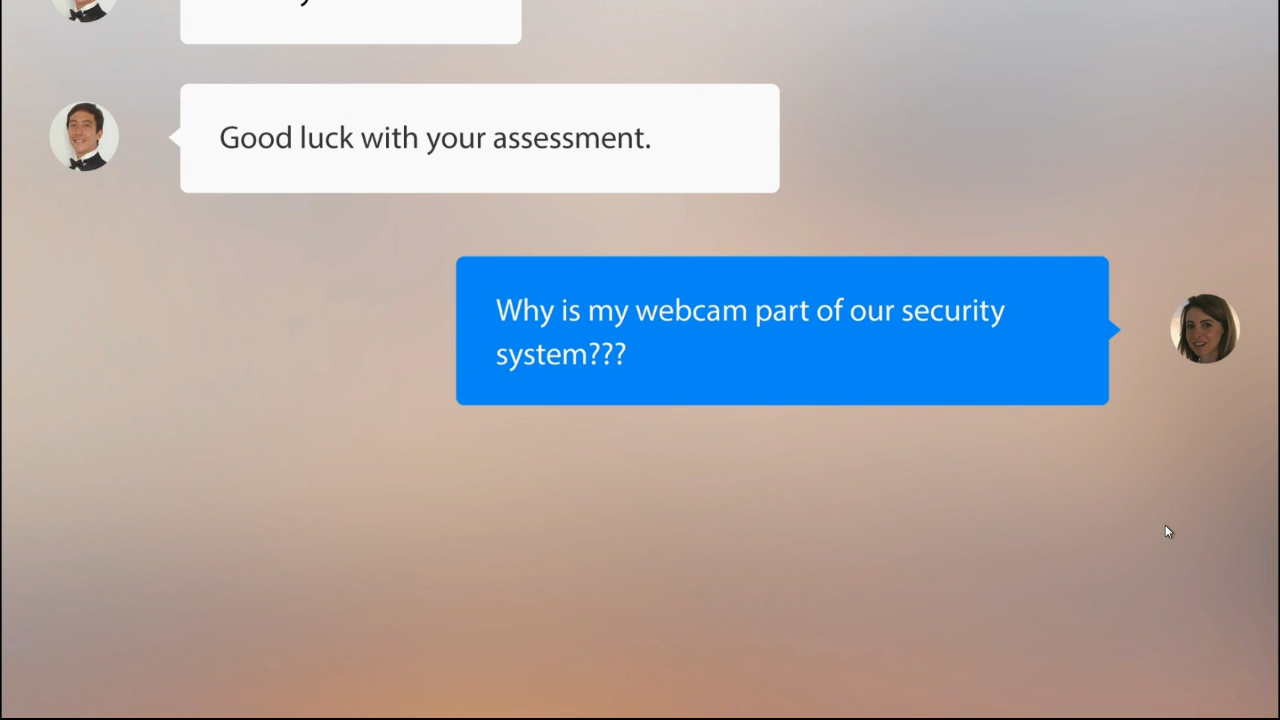 Good luck with your assessment.
Why is my webcam part of our security
system???